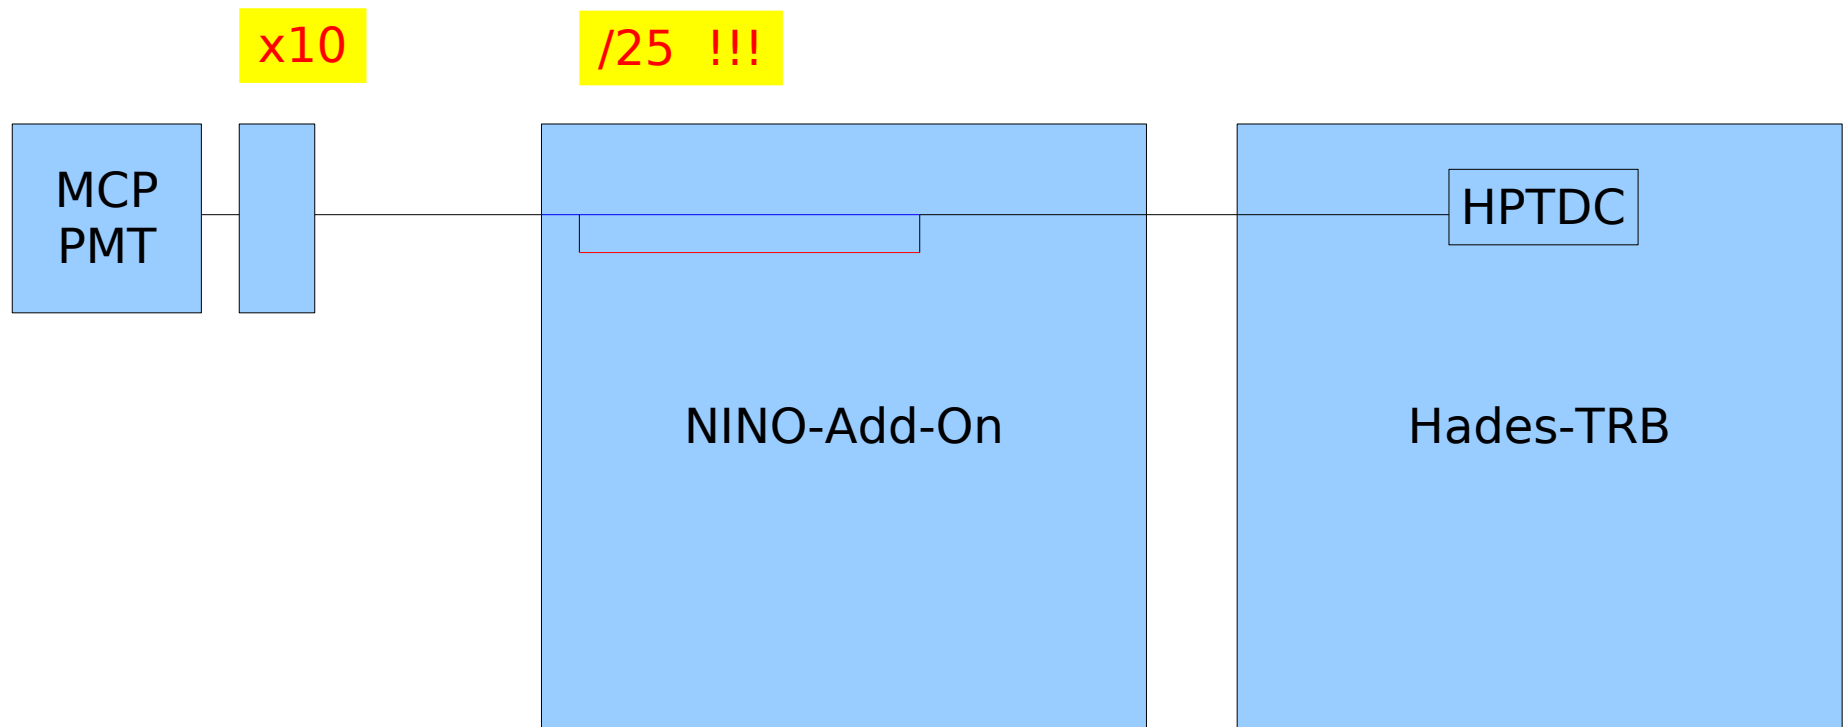 x10
/25 !!!
MCP
PMT
HPTDC
NINO-Add-On
Hades-TRB